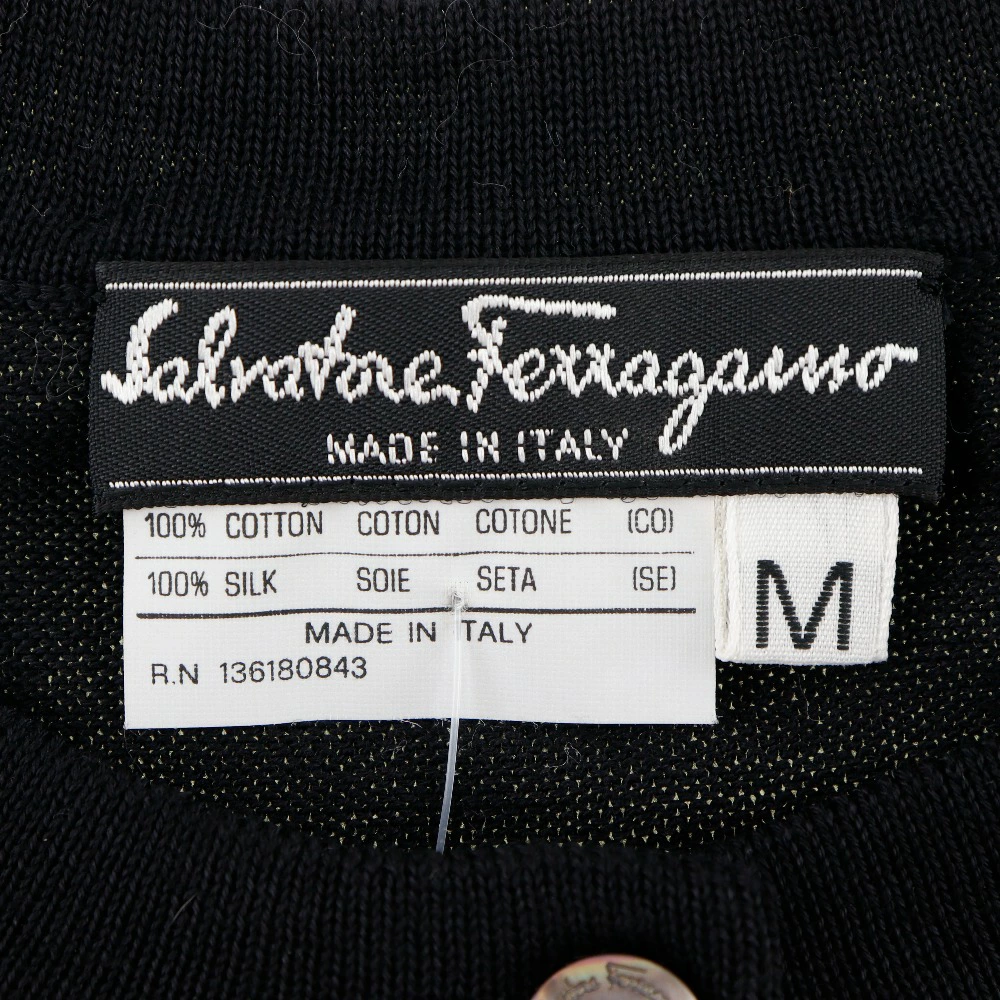 Salvatore Ferragamo
MADE IN ITALY
100% COTTON COTON COTONE (CO)
100% SILK SOIE SETA (SE)
MADE IN ITALY
R.N 136180843
M